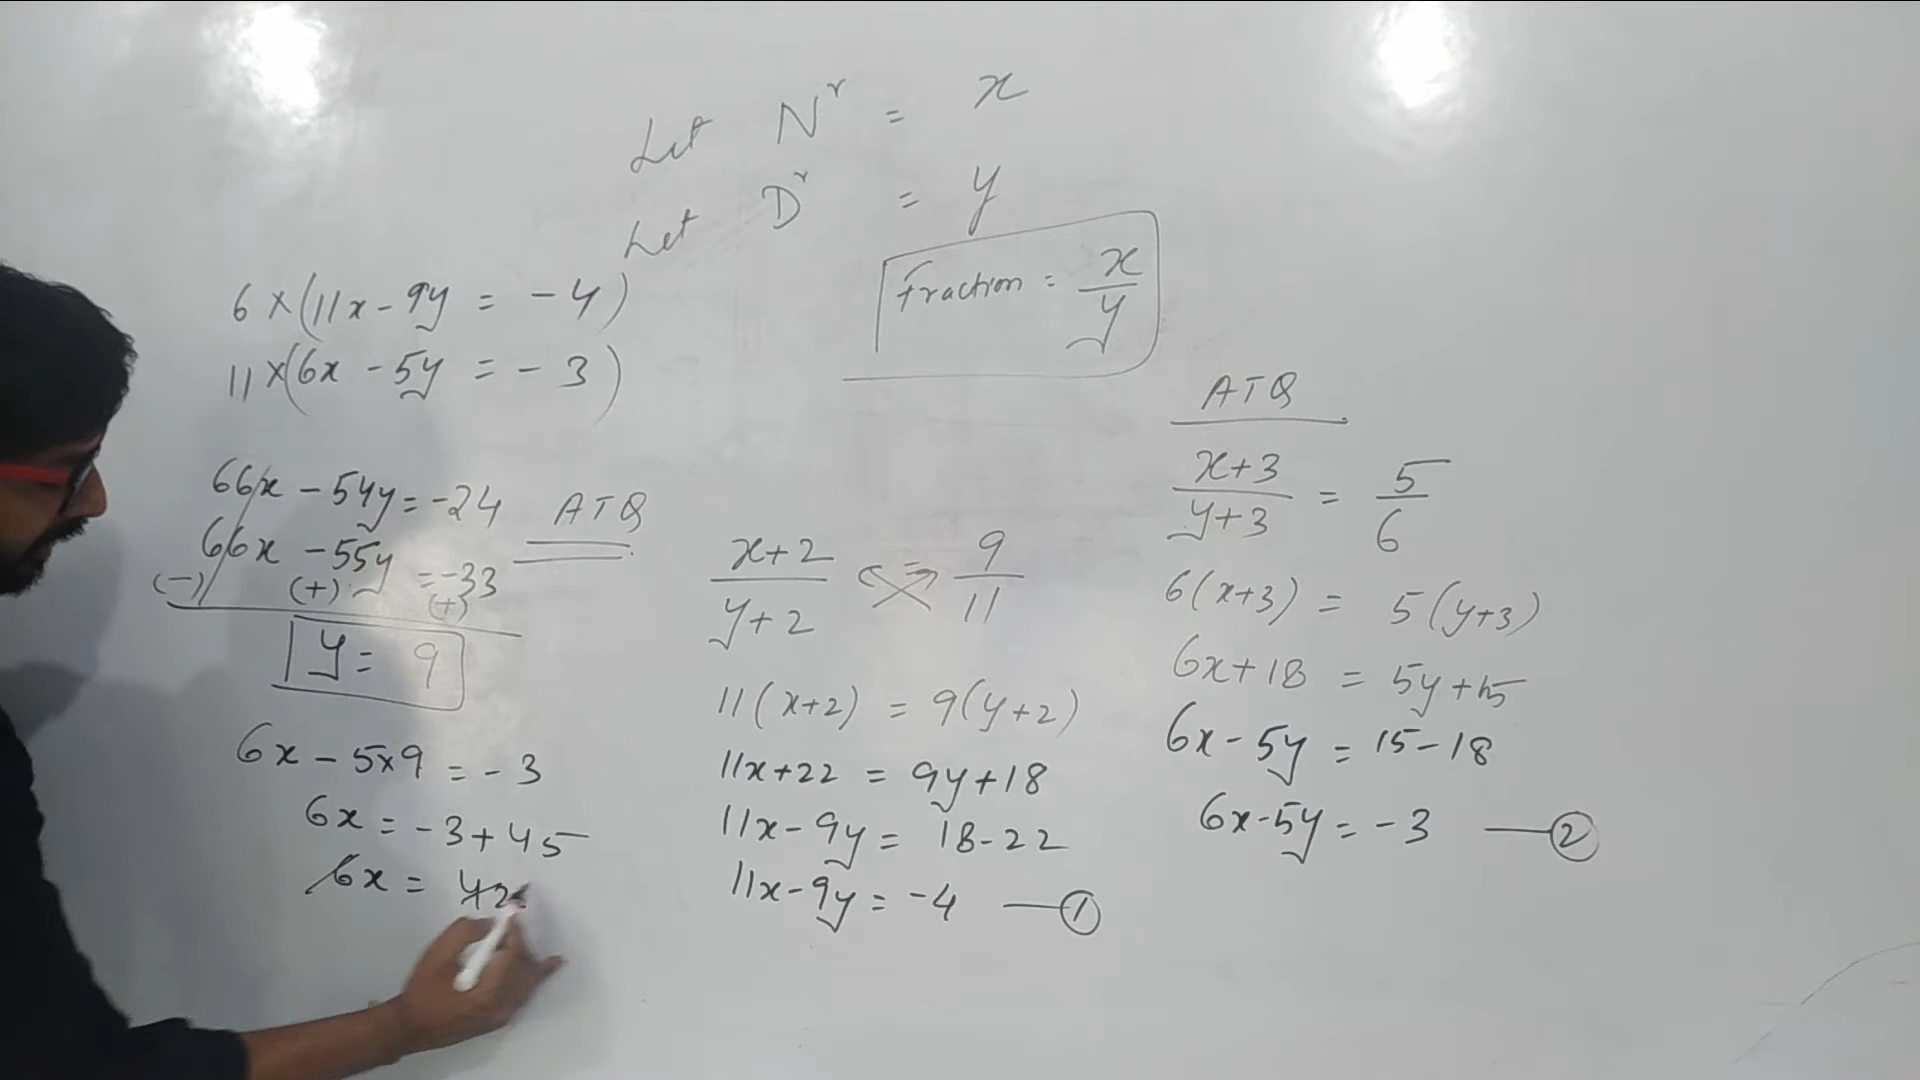 Let Nʳ = x
Let Dʳ = y
Fraction = x/y
6×(11x-9y = -4)
11×(6x-5y = -3)
66x-54y=-24
66x-55y=-33
(-) (+) (+)
y = 9
6x-5×9=-3
6x=-3+45
6x=42
ATQ
x+2/y+2 = 9/11
11(x+2) = 9(y+2)
11x+22 = 9y+18
11x-9y = 18-22
11x-9y = -4 —①
ATQ
x+3/y+3 = 5/6
6(x+3) = 5(y+3)
6x+18 = 5y+15
6x-5y = 15-18
6x-5y = -3 —②